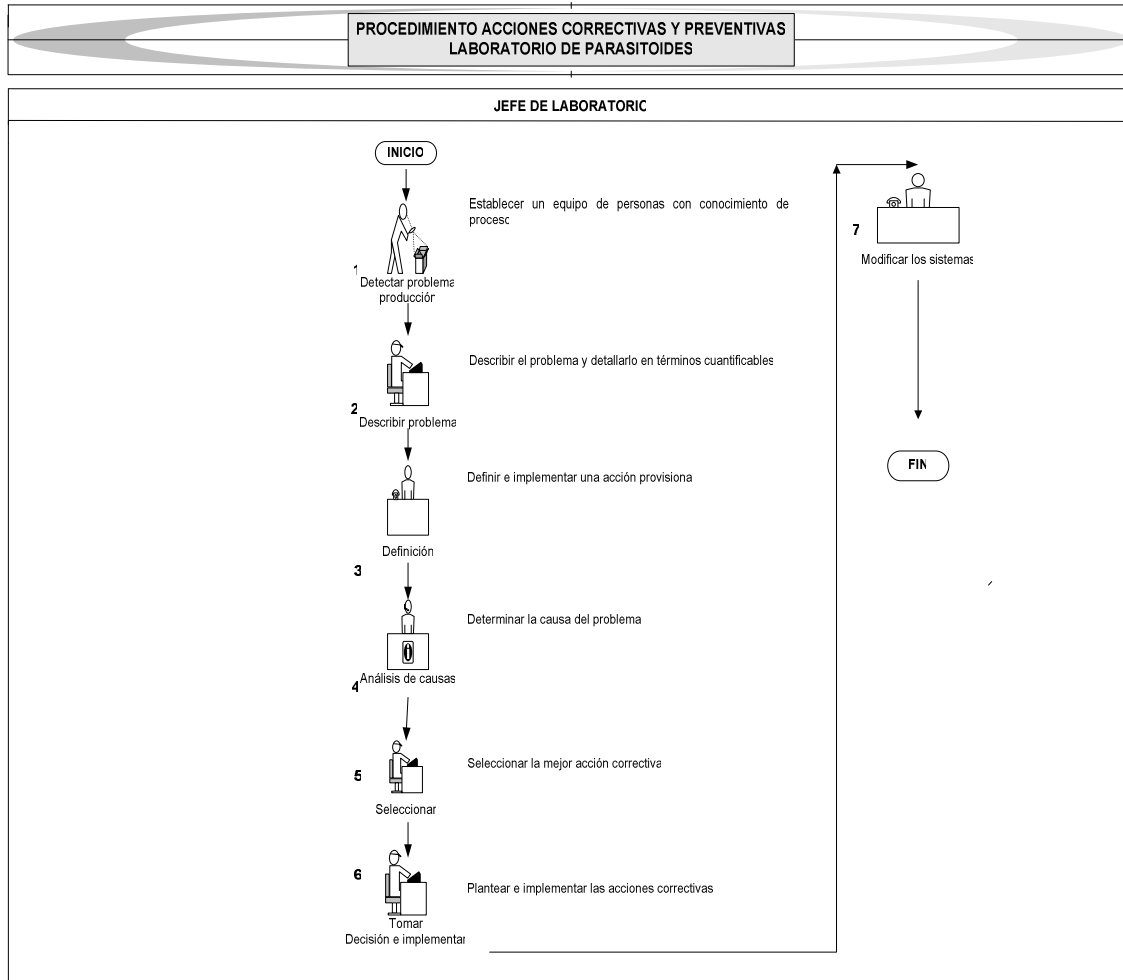 PROCEDIMIENTO ACCIONES CORRECTIVAS Y PREVENTIVAS
LABORATORIO DE PARASITOIDES
JEFE DE LABORATORIO
INICIO
Establecer un equipo de personas con conocimiento de
proceso
1
Detectar problema
producción
Describir el problema y detallarlo en términos cuantificables
2
Describir problema
Definir e implementar una acción provisiona
Definición
3
Determinar la causa del problema
4
Análisis de causas
Seleccionar la mejor acción correctiva
5
Seleccionar
6
Plantear e implementar las acciones correctivas
Tomar
Decisión e implementar
7
Modificar los sistemas
FIN